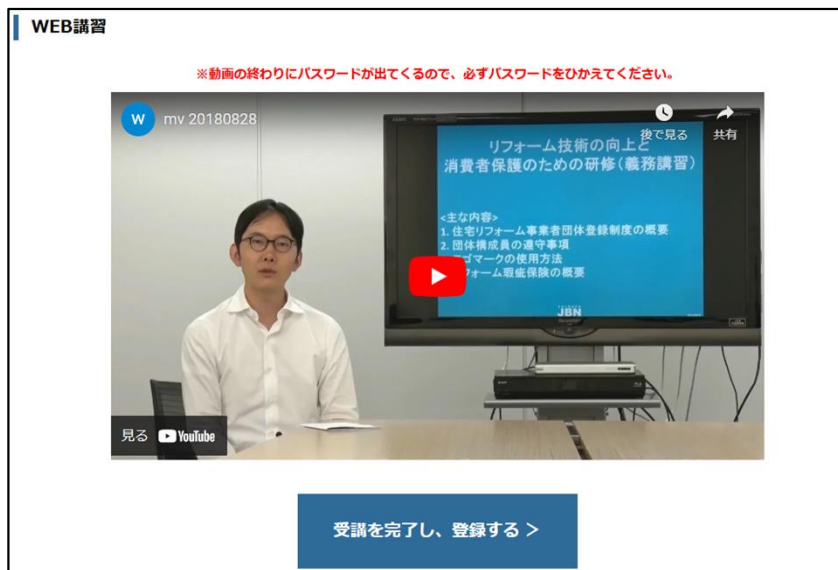 WEB講習
※動画の終わりにパスワードが出てくるので、必ずパスワードをひかえてください。
W mv 20180828
後で見る 共有
リフォーム技術の向上と
消費者保護のための研修（義務講習）
<主な内容>
1. 住宅リフォーム事業者団体登録制度の概要
2. 団体構成員の遵守事項
ゴマークの使用方法
フォーム瑕疵保険の概要
JBN
見る YouTube
受講を完了し、登録する >